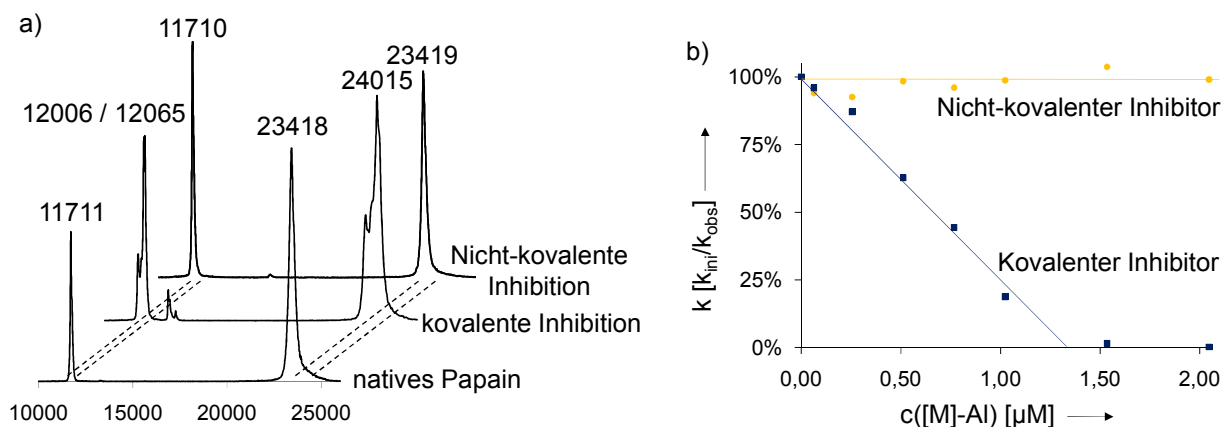 a)
11710
23419
24015
12006 / 12065
23418
11711
Nicht-kovalente
Inhibition
kovalente Inhibition
natives Papain
10000 15000 20000 25000
b)
100%
75%
50%
25%
0%
k [k_ini/k_obs]
Nicht-kovalenter Inhibitor
Kovalenter Inhibitor
0,00 0,50 1,00 1,50 2,00
c([M]-AI) [µM]